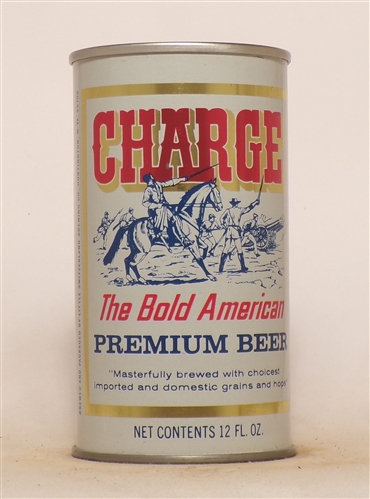 CHARGE
The Bold American
PREMIUM BEER
"Masterfully brewed with choicest
imported and domestic grains and hops"
NET CONTENTS 12 FL. OZ.